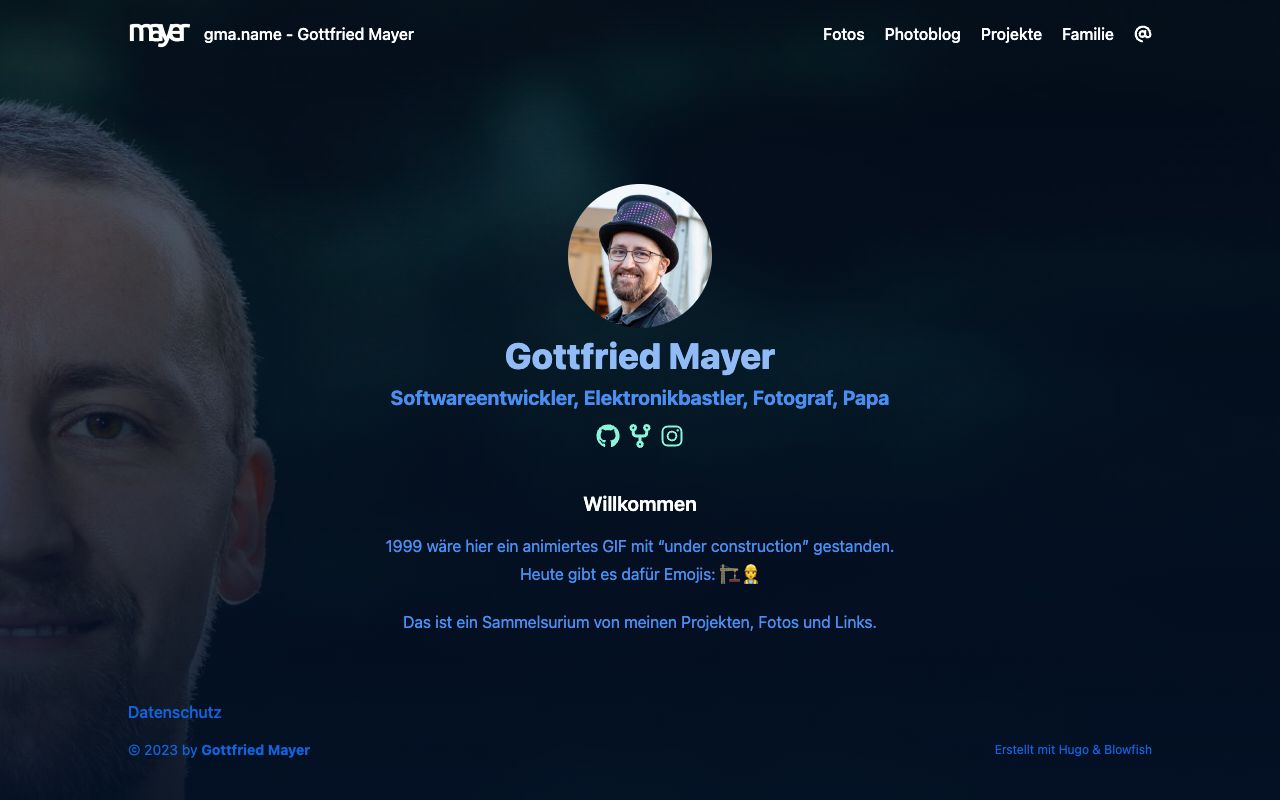 mayer gma.name - Gottfried Mayer Fotos Photoblog Projekte Familie @
Gottfried Mayer
Softwareentwickler, Elektronikbastler, Fotograf, Papa
Willkommen
1999 wäre hier ein animiertes GIF mit “under construction” gestanden.
Heute gibt es dafür Emojis: 🏗️👷
Das ist ein Sammelsurium von meinen Projekten, Fotos und Links.
Datenschutz
© 2023 by Gottfried Mayer Erstellt mit Hugo & Blowfish